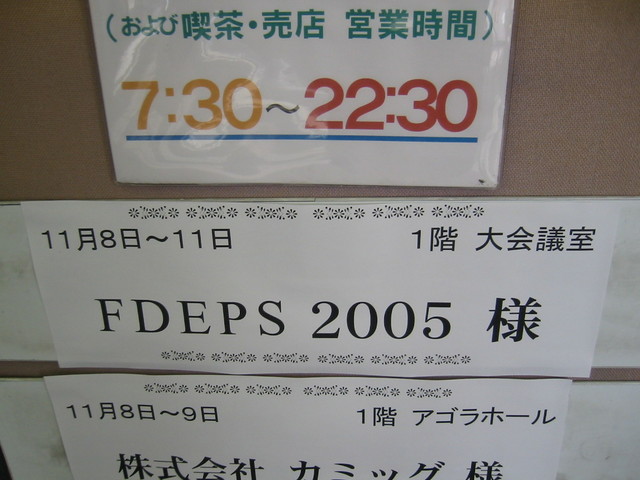 (および喫茶・売店 営業時間)
7:30~22:30
11月8日～11日 1階 大会議室
FDEPS 2005 様
11月8日～9日 1階 アゴラホール
株式会社 カミッグ 様